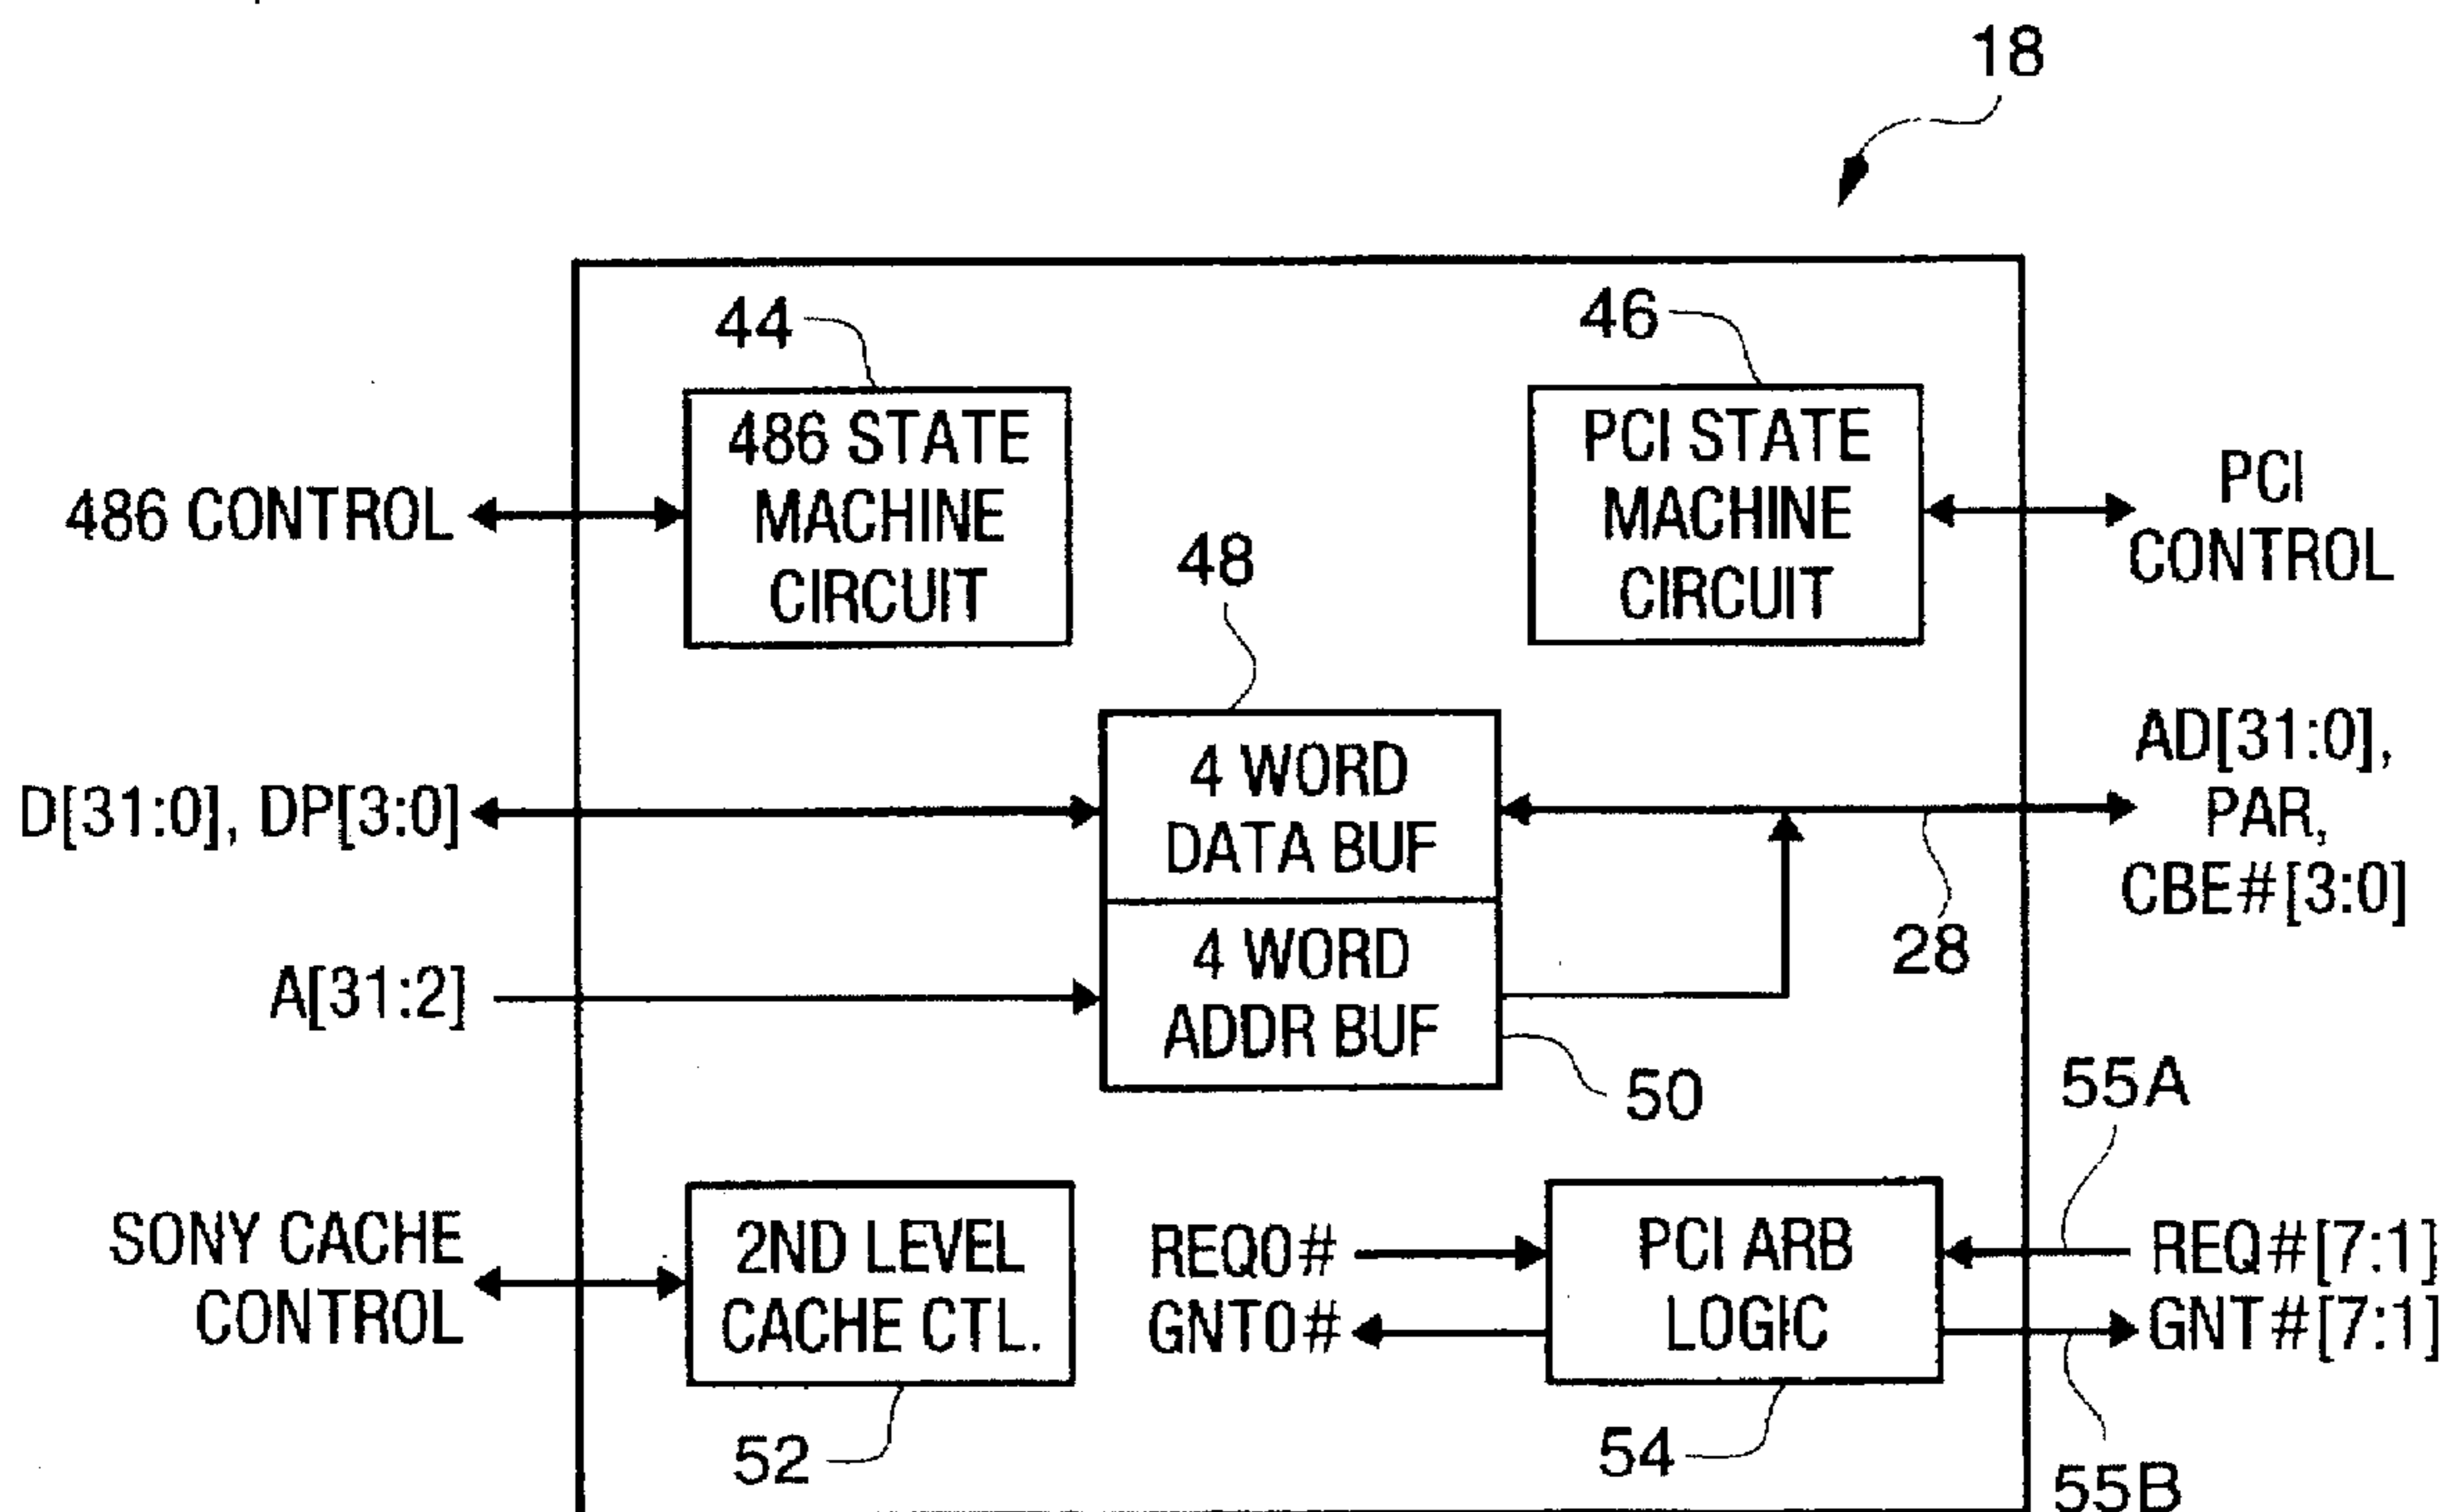 18
44
46
486 STATE
MACHINE
CIRCUIT
PCI STATE
MACHINE
CIRCUIT
486 CONTROL
PCI
CONTROL
48
4 WORD
DATA BUF
D[31:0], DP[3:0]
AD[31:0],
PAR,
CBE#[3:0]
28
4 WORD
ADDR BUF
A[31:2]
50
55A
SONY CACHE
CONTROL
2ND LEVEL
CACHE CTL.
REQ0#
GNT0#
PCI ARB
LOGIC
REQ#[7:1]
GNT#[7:1]
52
54
55B